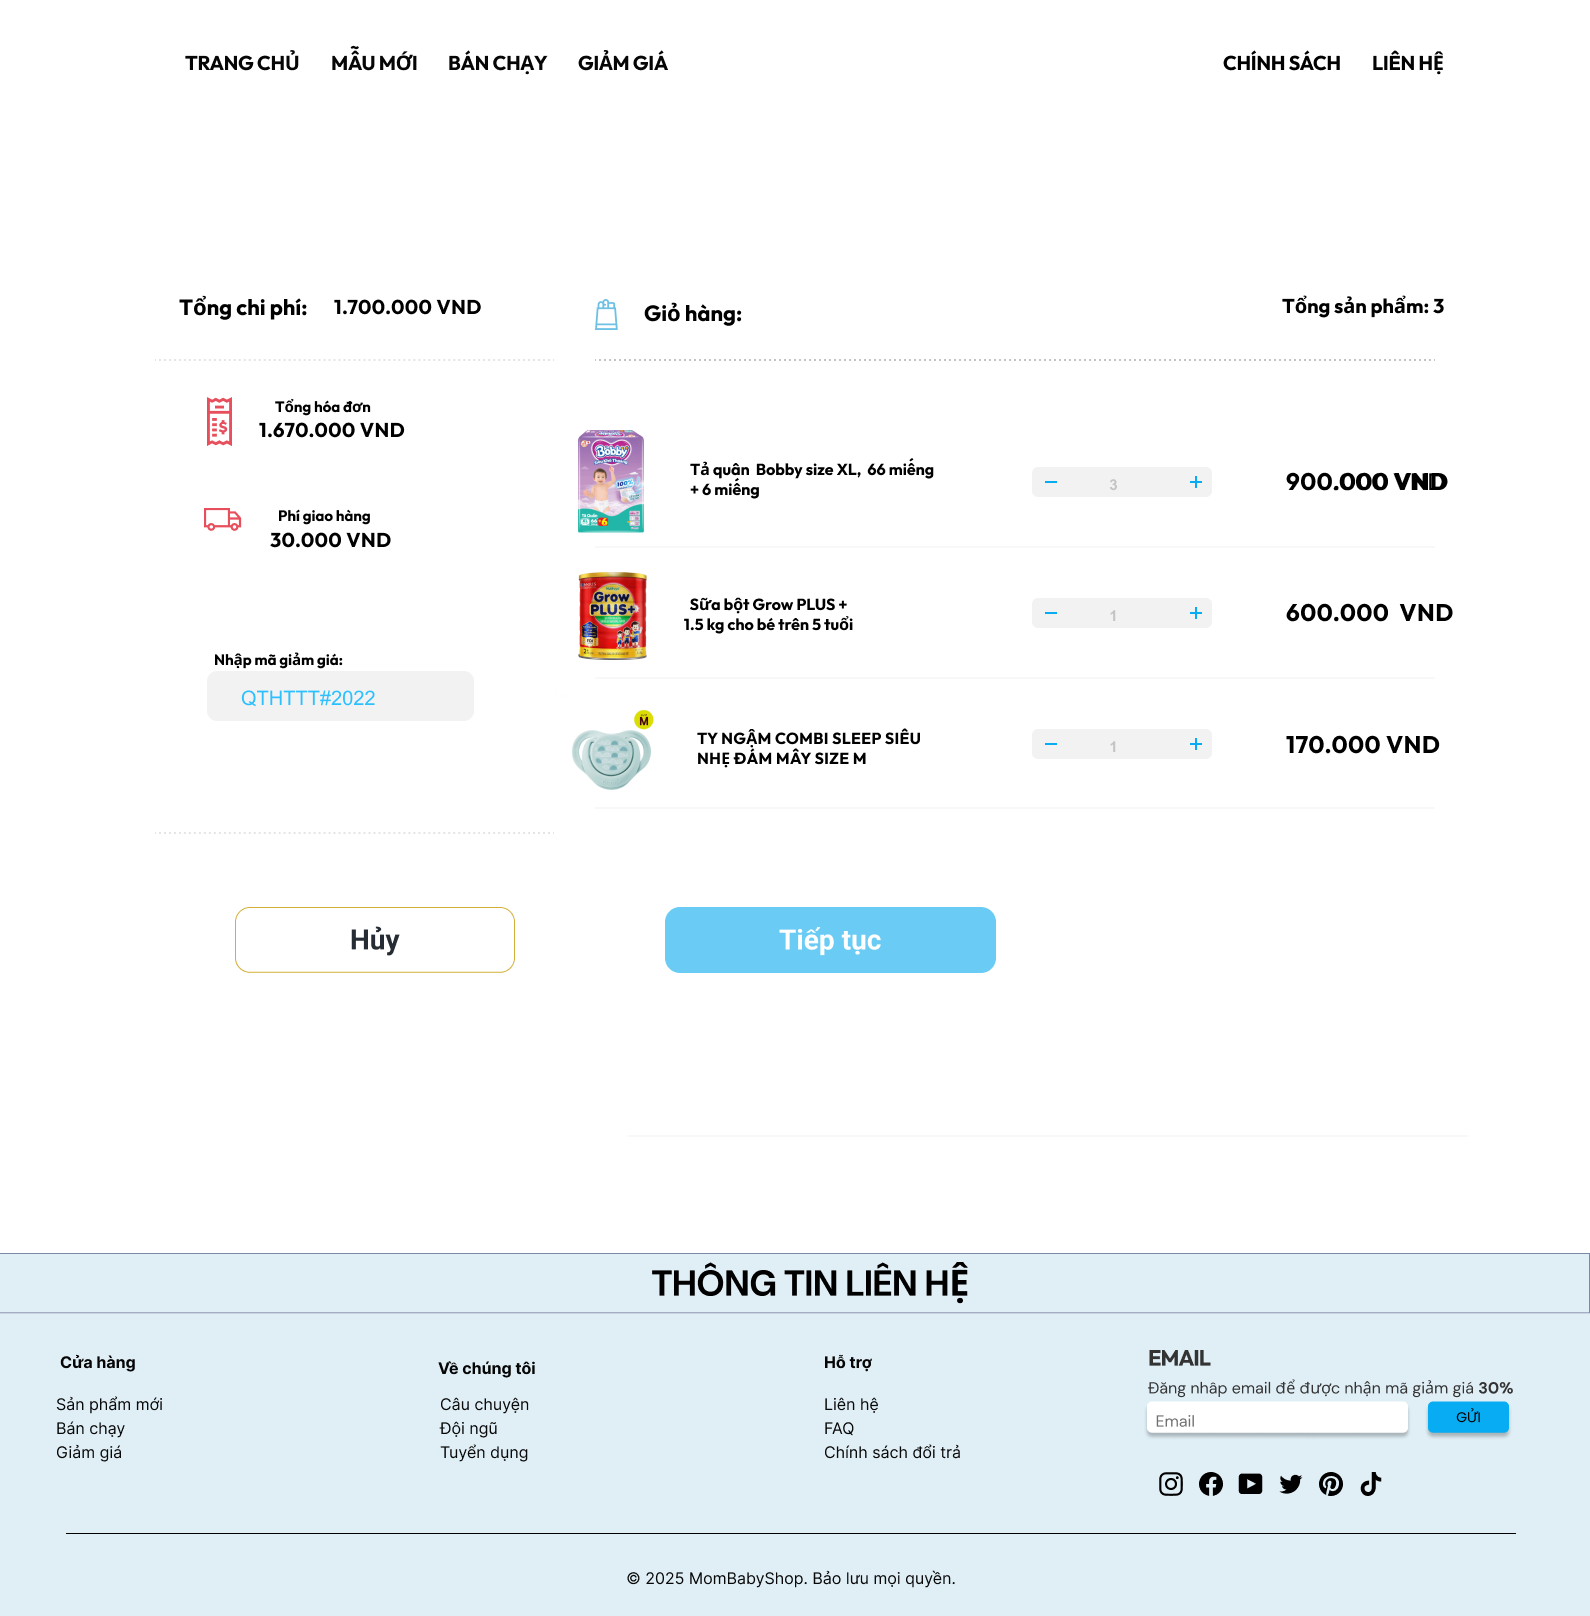 TRANG CHỦ MẪU MỚI BÁN CHẠY GIẢM GIÁ CHÍNH SÁCH LIÊN HỆ
Tổng chi phí: 1.700.000 VND
Giỏ hàng:
Tổng sản phẩm: 3
Tổng hóa đơn
1.670.000 VND
Phí giao hàng
30.000 VND
Nhập mã giảm giá:
QTHTTT#2022
Bobby
100%
Tả quân Bobby size XL, 66 miếng
+ 6 miếng
3
900.000 VND
Grow
PLUS+
Sữa bột Grow PLUS +
1.5 kg cho bé trên 5 tuổi
1
600.000 VND
M
TY NGẬM COMBI SLEEP SIÊU
NHẸ ĐÁM MÂY SIZE M
1
170.000 VND
Hủy
Tiếp tục
THÔNG TIN LIÊN HỆ
Cửa hàng
Sản phẩm mới
Bán chạy
Giảm giá
Về chúng tôi
Câu chuyện
Đội ngũ
Tuyển dụng
Hỗ trợ
Liên hệ
FAQ
Chính sách đổi trả
EMAIL
Đăng nhâp email để được nhận mã giảm giá 30%
Email
GỬI
© 2025 MomBabyShop. Bảo lưu mọi quyền.